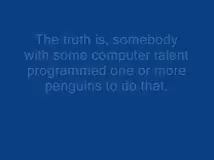 The truth is, somebody
with some computer talent
programmed one or more
penguins to do that.